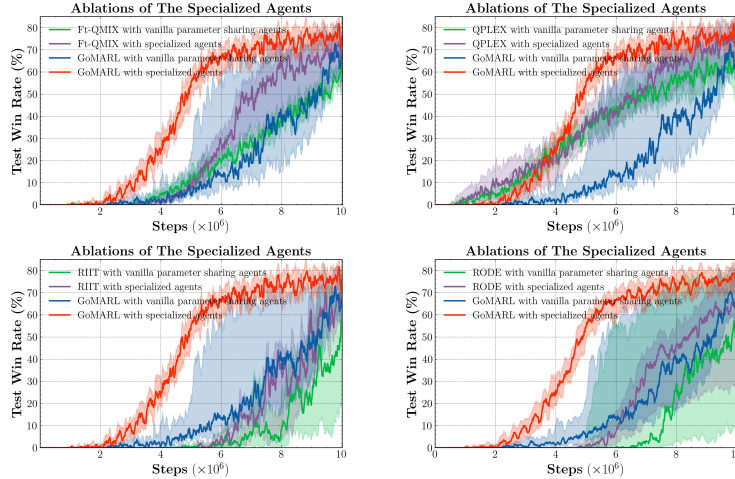 Ablations of The Specialized Agents
Ft-QMIX with vanilla parameter sharing agents
Ft-QMIX with specialized agents
GoMARL with vanilla parameter sharing agents
GoMARL with specialized agents
Test Win Rate (%)
80
70
60
50
40
30
20
10
0
2
4
6
8
10
Steps (×10⁶)
Ablations of The Specialized Agents
QPLEX with vanilla parameter sharing agents
QPLEX with specialized agents
GoMARL with vanilla parameter sharing agents
GoMARL with specialized agents
Test Win Rate (%)
80
70
60
50
40
30
20
10
0
0
2
4
6
8
10
Steps (×10⁶)
Ablations of The Specialized Agents
RIIT with vanilla parameter sharing agents
RIIT with specialized agents
GoMARL with vanilla parameter sharing agents
GoMARL with specialized agents
Test Win Rate (%)
80
70
60
50
40
30
20
10
0
2
4
6
8
10
Steps (×10⁶)
Ablations of The Specialized Agents
RODE with vanilla parameter sharing agents
RODE with specialized agents
GoMARL with vanilla parameter sharing agents
GoMARL with specialized agents
Test Win Rate (%)
80
70
60
50
40
30
20
10
0
0
2
4
6
8
Steps (×10⁶)